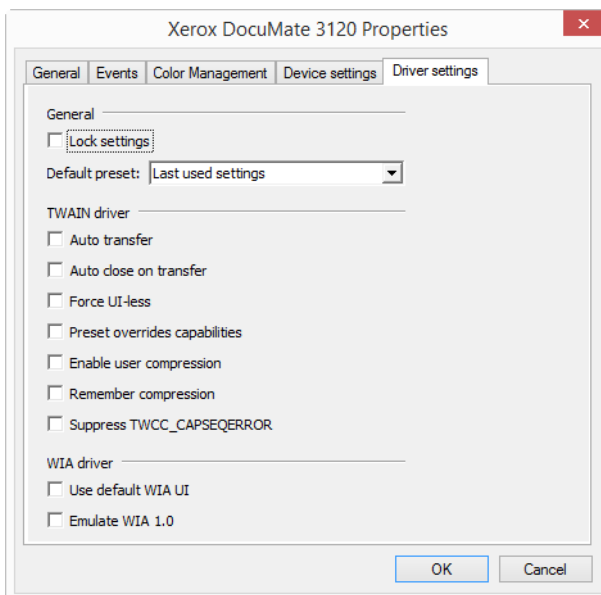 Xerox DocuMate 3120 Properties
General Events Color Management Device settings Driver settings
General
Lock settings
Default preset: Last used settings
TWAIN driver
Auto transfer
Auto close on transfer
Force UI-less
Preset overrides capabilities
Enable user compression
Remember compression
Suppress TWCC_CAPSEQERROR
WIA driver
Use default WIA UI
Emulate WIA 1.0
OK Cancel